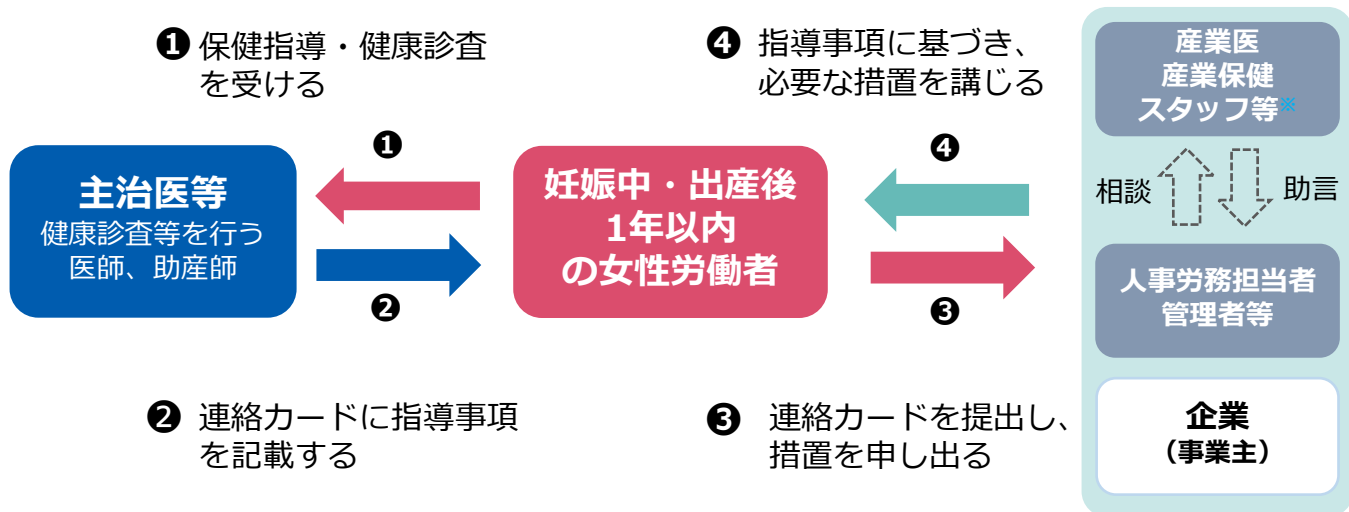 ❶ 保健指導・健康診査
を受ける
❹ 指導事項に基づき、
必要な措置を講じる
❶
❷
主治医等
健康診査等を行う
医師、助産師
妊娠中・出産後
1年以内
の女性労働者
❹
❸
❷ 連絡カードに指導事項
を記載する
❸ 連絡カードを提出し、
措置を申し出る
産業医
産業保健
スタッフ等※
相談
助言
人事労務担当者
管理者等
企業
（事業主）